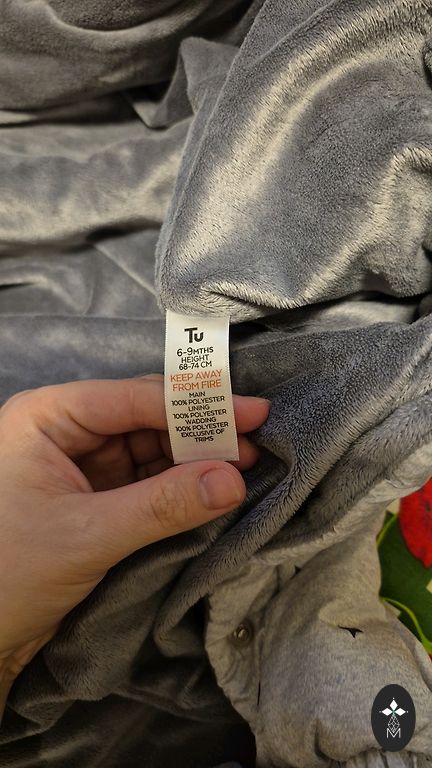 Tu
6-9MTHS
HEIGHT
68-74 CM
KEEP AWAY
FROM FIRE
MAIN
100% POLYESTER
LINING
100% POLYESTER
WADDING
100% POLYESTER
EXCLUSIVE OF
TRIMS
M